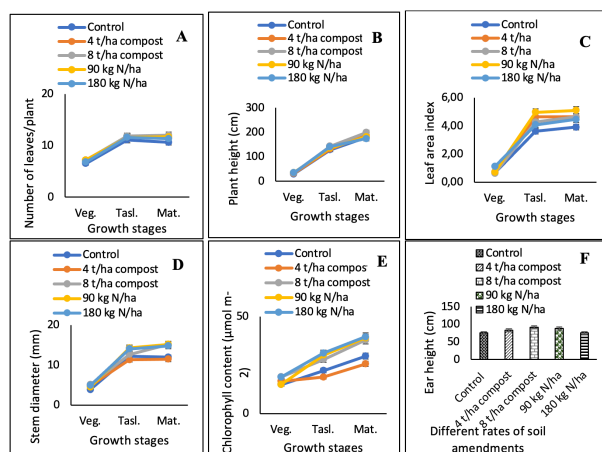 A
Control
4 t/ha compost
8 t/ha compost
90 kg N/ha
180 kg N/ha
Number of leaves/plant
20
10
0
Veg. Tasl. Mat.
Growth stages
B
Control
4 t/ha compost
8 t/ha compost
90 kg N/ha
180 kg N/ha
Plant height (cm)
300
200
100
0
Veg. Tasl. Mat.
Growth stages
C
Control
4 t/ha
8 t/ha
90 kg N/ha
180 kg N/ha
Leaf area index
6,00
4,00
2,00
0,00
Veg. Tasl. Mat.
Growth stages
D
Control
4 t/ha compost
8 t/ha compost
90 kg N/ha
180 kg N/ha
Stem diameter (mm)
20
10
0
Veg. Tasl. Mat.
Growth stages
E
Control
4 t/ha compost
8 t/ha compost
90 kg N/ha
180 kg N/ha
Chlorophyll content (µmol m-
2)
50
0
Veg. Tasl. Mat.
Growth stages
F
Control
4 t/ha compost
8 t/ha compost
90 kg N/ha
180 kg N/ha
Ear height (cm)
150
100
50
0
Control
4 t/ha compost
8 t/ha compost
90 kg N/ha
180 kg N/ha
Different rates of soil
amendments